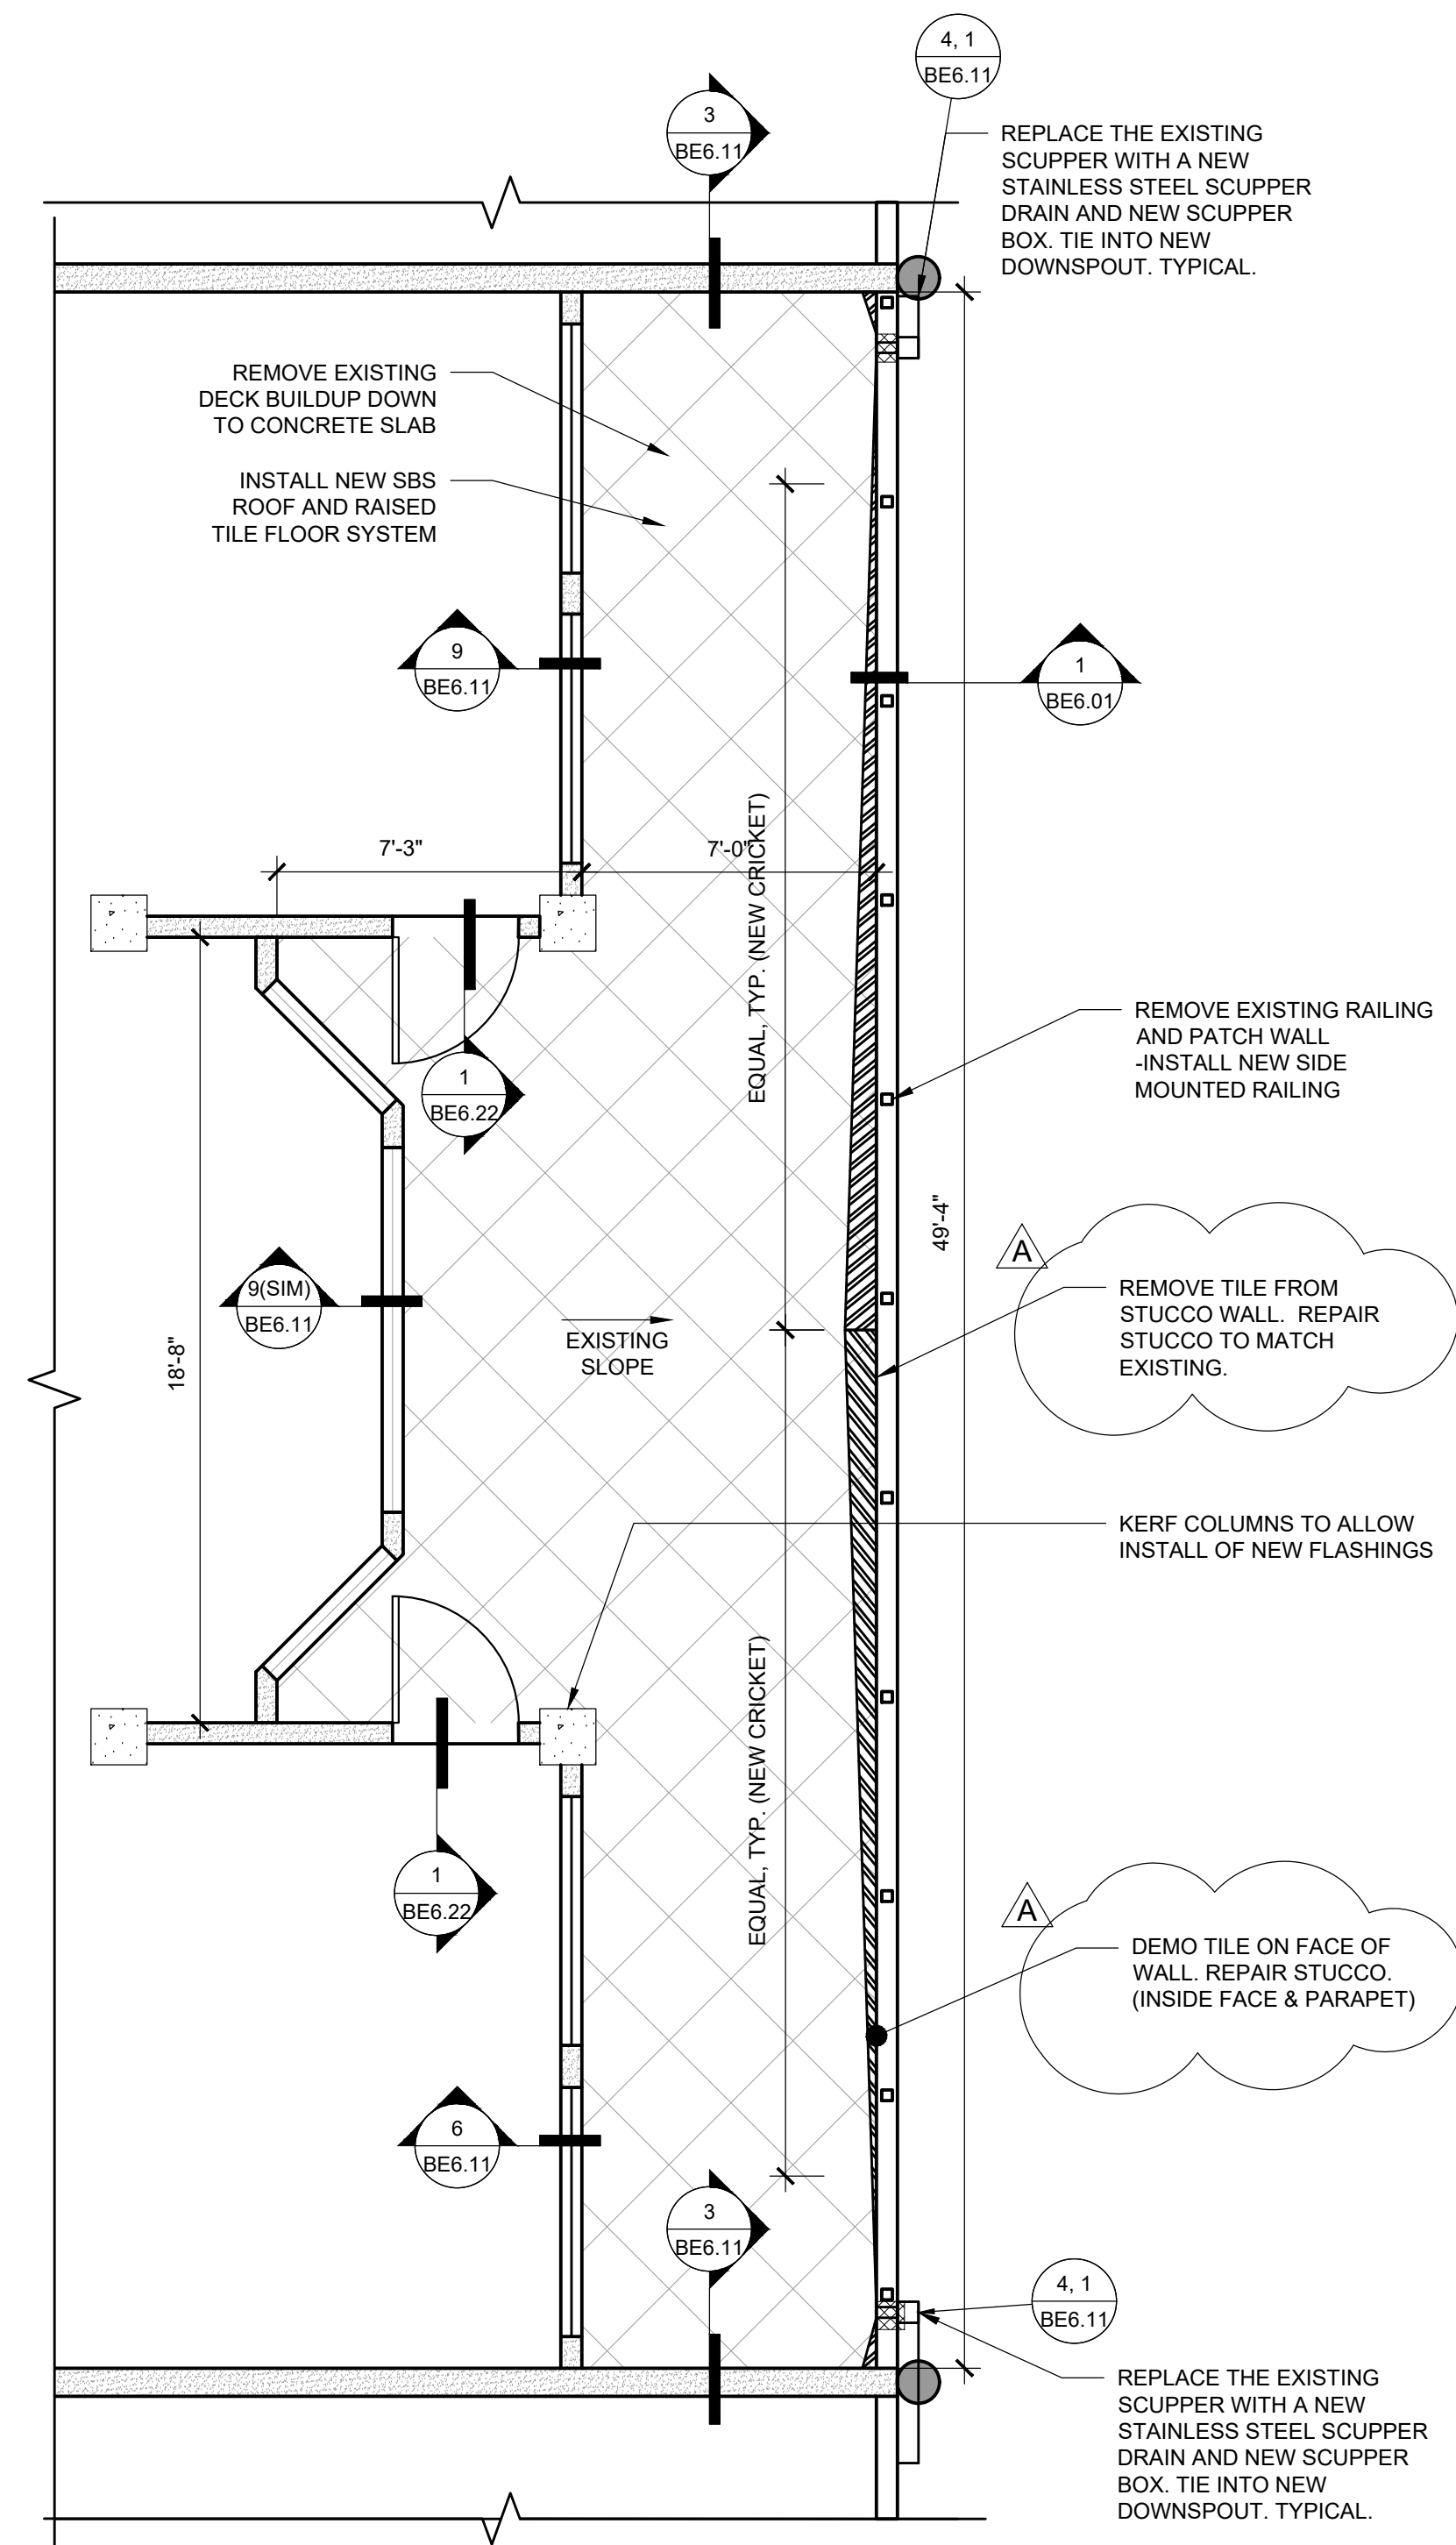 4, 1
BE6.11
3
BE6.11
REPLACE THE EXISTING
SCUPPER WITH A NEW
STAINLESS STEEL SCUPPER
DRAIN AND NEW SCUPPER
BOX. TIE INTO NEW
DOWNSPOUT. TYPICAL.
REMOVE EXISTING
DECK BUILDUP DOWN
TO CONCRETE SLAB
INSTALL NEW SBS
ROOF AND RAISED
TILE FLOOR SYSTEM
9
BE6.11
1
BE6.01
7'-3"
7'-0"
EQUAL, TYP. (NEW CRICKET)
REMOVE EXISTING RAILING
AND PATCH WALL
-INSTALL NEW SIDE
MOUNTED RAILING
1
BE6.22
49'-4"
A
REMOVE TILE FROM
STUCCO WALL. REPAIR
STUCCO TO MATCH
EXISTING.
9(SIM)
BE6.11
18'-8"
EXISTING
SLOPE
KERF COLUMNS TO ALLOW
INSTALL OF NEW FLASHINGS
EQUAL, TYP. (NEW CRICKET)
1
BE6.22
A
DEMO TILE ON FACE OF
WALL. REPAIR STUCCO.
(INSIDE FACE & PARAPET)
6
BE6.11
3
BE6.11
4, 1
BE6.11
REPLACE THE EXISTING
SCUPPER WITH A NEW
STAINLESS STEEL SCUPPER
DRAIN AND NEW SCUPPER
BOX. TIE INTO NEW
DOWNSPOUT. TYPICAL.